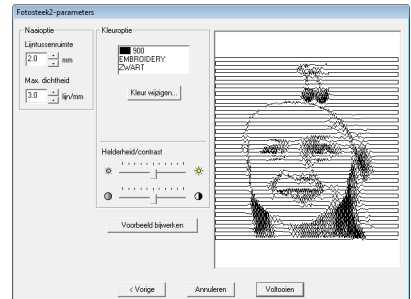 Fotosteek2-parameters
Naaioptie
Lijntussenruimte
2.0 mm
Max. dichtheid
3.0 lijn/mm
Kleuroptie
900
EMBROIDERY
ZWART
Kleur wijzigen...
Helderheid/contrast
Voorbeeld bijwerken
< Vorige
Annuleren
Voltooien